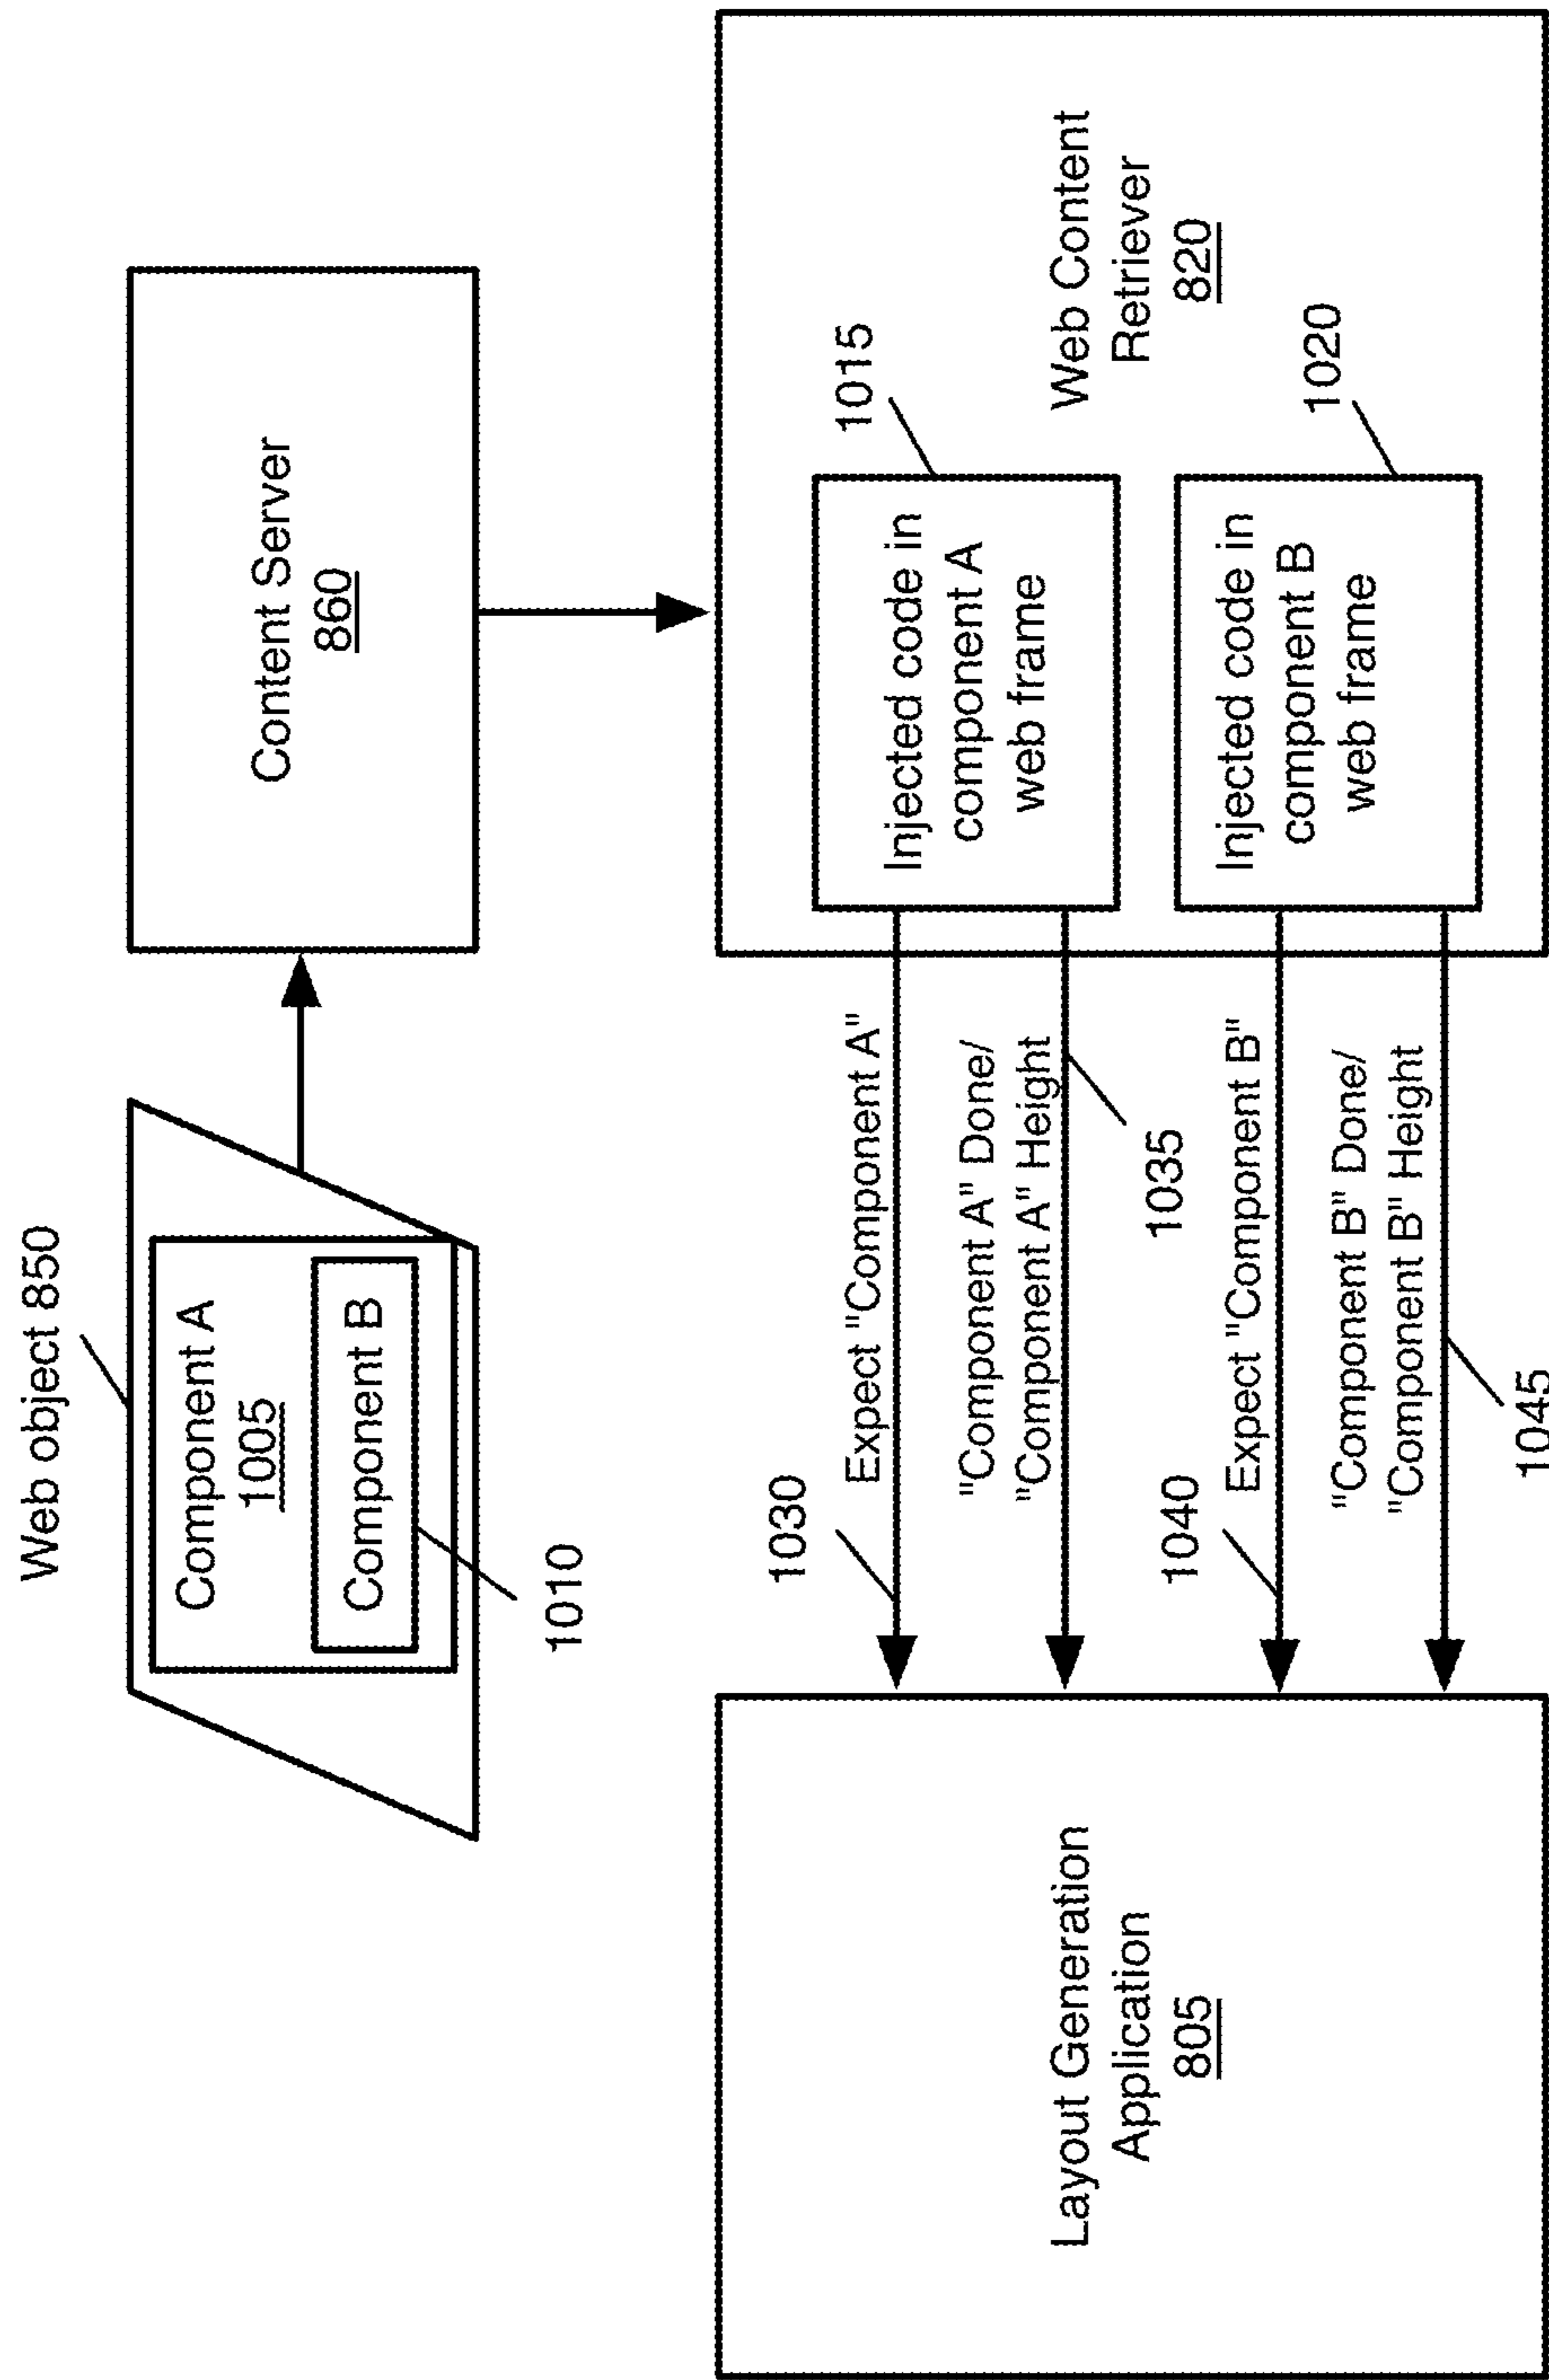 Web object 850
Component A
1005
Component B
1010
Content Server
860
Layout Generation
Application
805
1030
Expect "Component A"
"Component A" Done/
"Component A" Height
1035
1040
Expect "Component B"
"Component B" Done/
"Component B" Height
1045
Injected code in
component A
web frame
1015
Injected code in
component B
web frame
1020
Web Content
Retriever
820